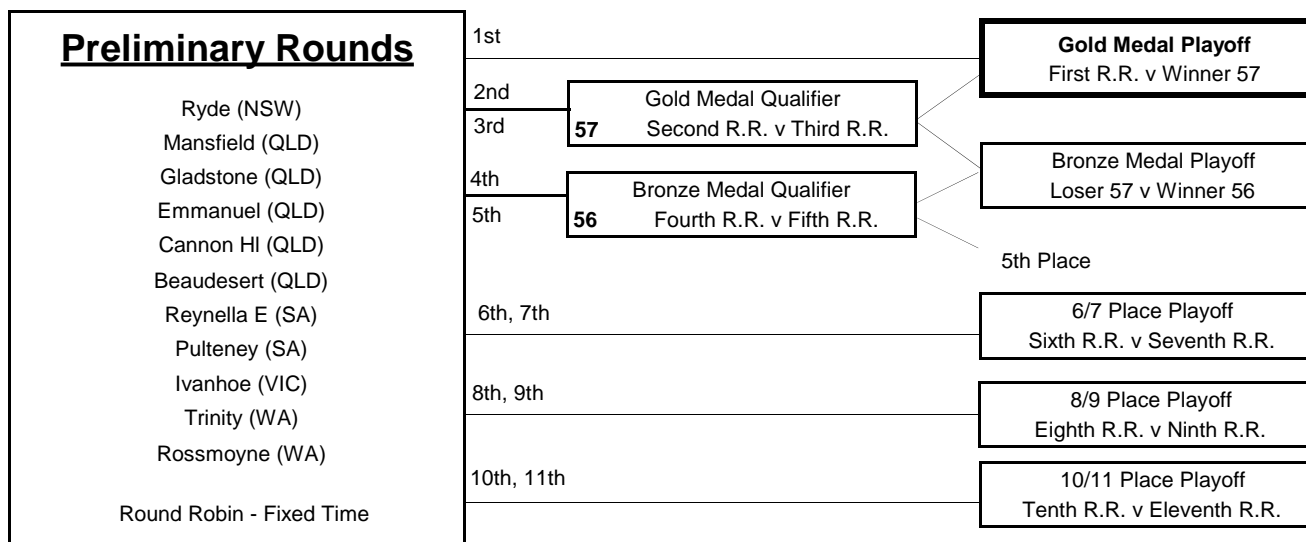 Preliminary Rounds
Ryde (NSW)
Mansfield (QLD)
Gladstone (QLD)
Emmanuel (QLD)
Cannon Hl (QLD)
Beaudesert (QLD)
Reynella E (SA)
Pulteney (SA)
Ivanhoe (VIC)
Trinity (WA)
Rossmoyne (WA)
Round Robin - Fixed Time
1st
2nd
3rd
4th
5th
6th, 7th
8th, 9th
10th, 11th
Gold Medal Qualifier
57 Second R.R. v Third R.R.
Bronze Medal Qualifier
56 Fourth R.R. v Fifth R.R.
Gold Medal Playoff
First R.R. v Winner 57
Bronze Medal Playoff
Loser 57 v Winner 56
5th Place
6/7 Place Playoff
Sixth R.R. v Seventh R.R.
8/9 Place Playoff
Eighth R.R. v Ninth R.R.
10/11 Place Playoff
Tenth R.R. v Eleventh R.R.